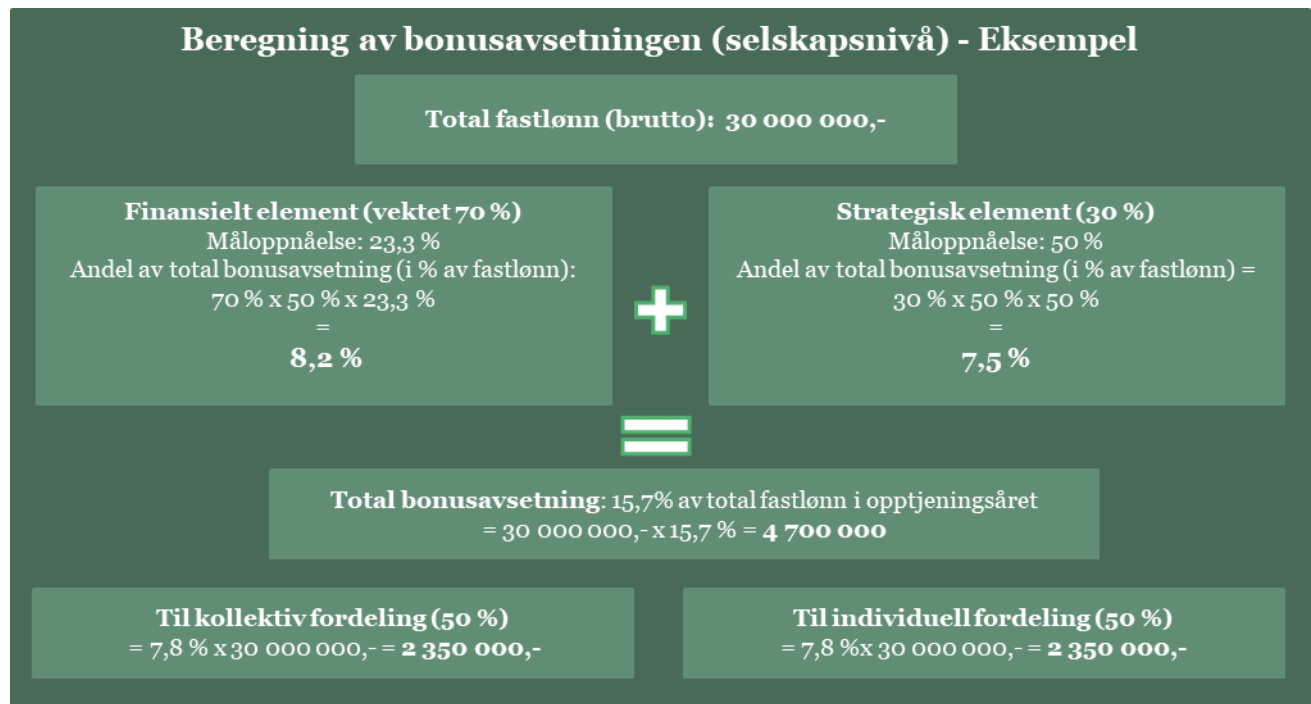 Beregning av bonusavsetningen (selskapsnivå) - Eksempel
Total fastlønn (brutto): 30 000 000,-
Finansielt element (vektet 70 %)
Måloppnåelse: 23,3 %
Andel av total bonusavsetning (i % av fastlønn):
70 % x 50 % x 23,3 %
=
8,2 %
Strategisk element (30 %)
Måloppnåelse: 50 %
Andel av total bonusavsetning (i % av fastlønn) =
30 % x 50 % x 50 %
=
7,5 %
Total bonusavsetning: 15,7% av total fastlønn i opptjeningsåret
= 30 000 000,- x 15,7 % = 4 700 000
Til kollektiv fordeling (50 %)
= 7,8 % x 30 000 000,- = 2 350 000,-
Til individuell fordeling (50 %)
= 7,8 %x 30 000 000,- = 2 350 000,-